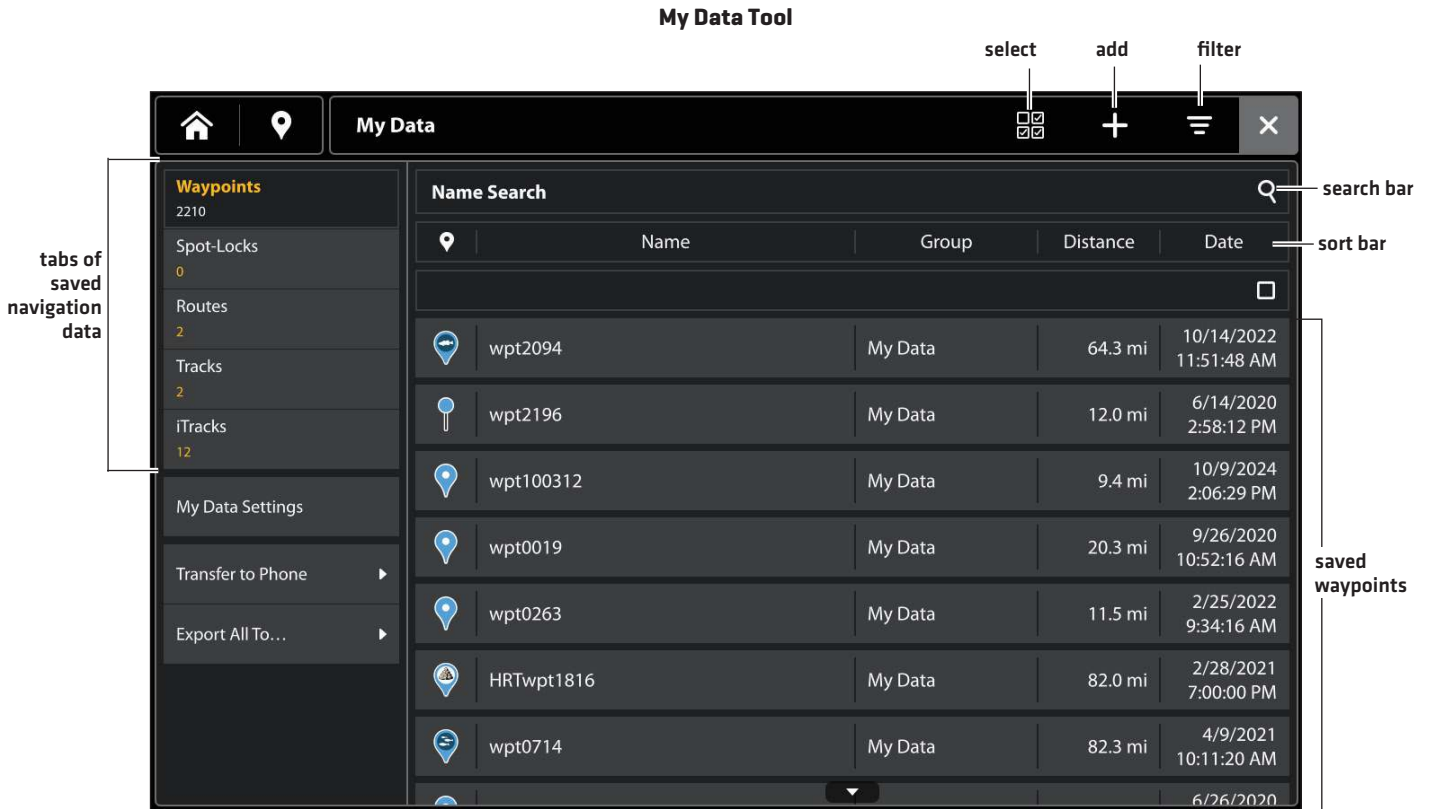 My Data Tool
select add filter
My Data
Waypoints
2210
Spot-Locks
0
Routes
2
Tracks
2
iTracks
12
My Data Settings
Transfer to Phone
Export All To…
tabs of
saved
navigation
data
Name Search
search bar
Name Group Distance Date
sort bar
wpt2094 My Data 64.3 mi 10/14/2022
11:51:48 AM
wpt2196 My Data 12.0 mi 6/14/2020
2:58:12 PM
wpt100312 My Data 9.4 mi 10/9/2024
2:06:29 PM
wpt0019 My Data 20.3 mi 9/26/2020
10:52:16 AM
wpt0263 My Data 11.5 mi 2/25/2022
9:34:16 AM
HRTwpt1816 My Data 82.0 mi 2/28/2021
7:00:00 PM
wpt0714 My Data 82.3 mi 4/9/2021
10:11:20 AM
6/26/2020
saved
waypoints